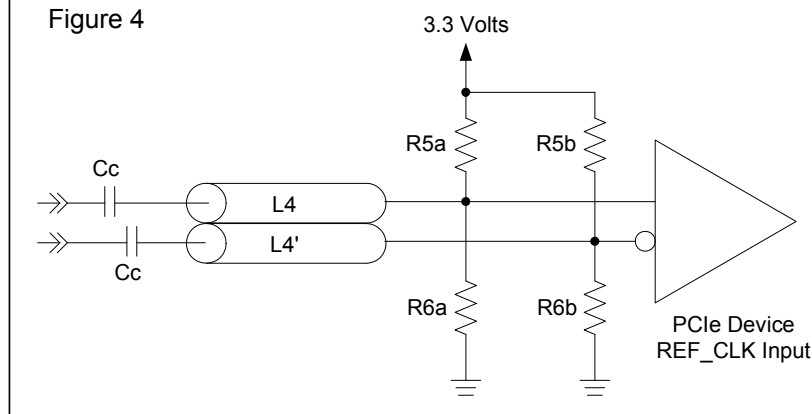 Figure 4
3.3 Volts
R5a
R5b
Cc
L4
L4'
Cc
R6a
R6b
PCIe Device
REF_CLK Input